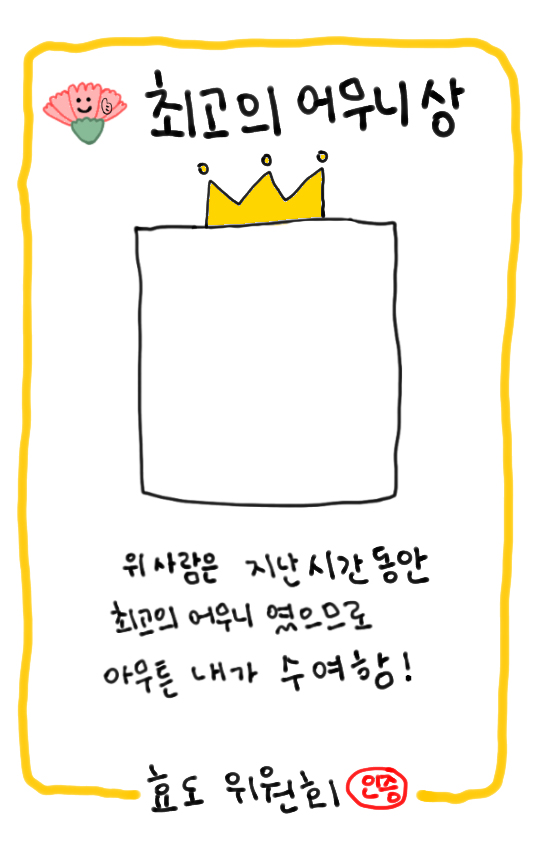 최고의 어무니상
위 사람은 지난 시간 동안
최고의 어무니 였으므로
아무튼 내가 수여함!
효도 위원회 인증